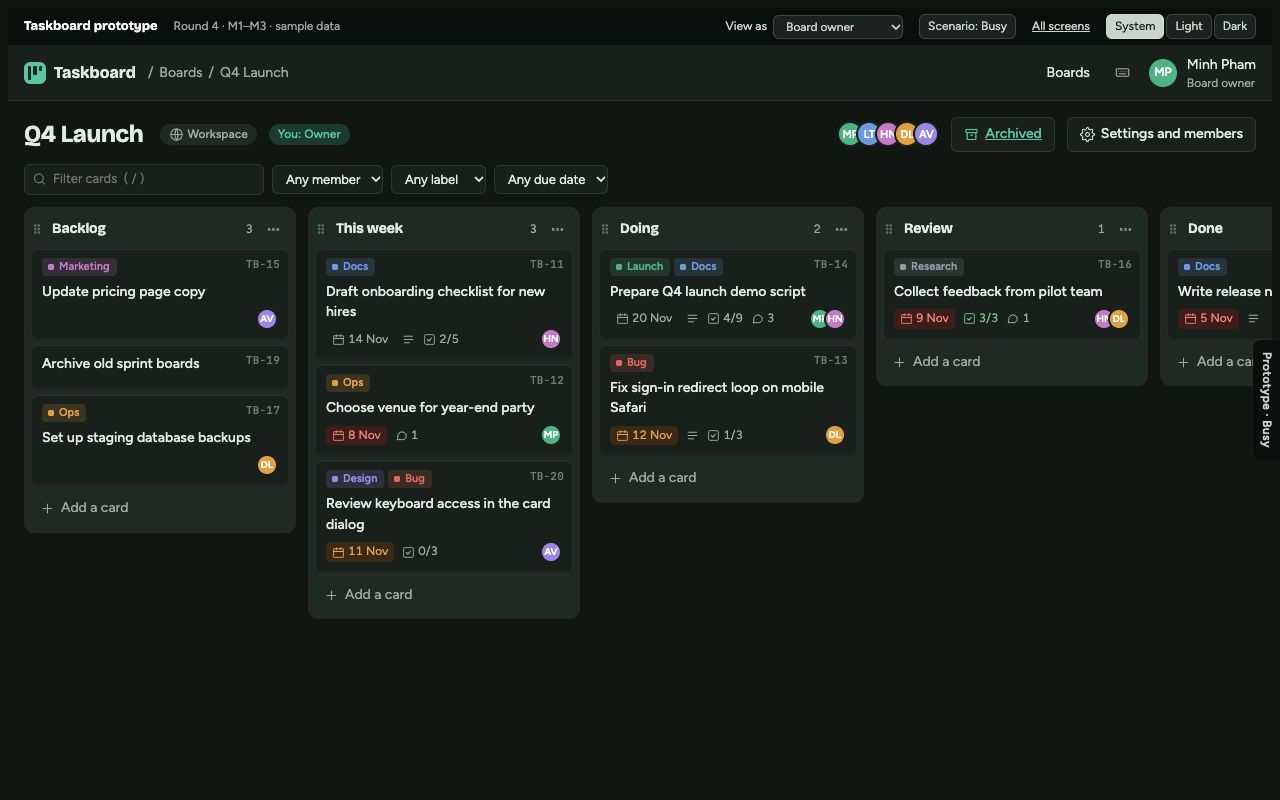 Taskboard prototype Round 4 · M1–M3 · sample data View as Board owner Scenario: Busy All screens System Light Dark
Taskboard / Boards / Q4 Launch Boards MP Minh Pham
Board owner
Q4 Launch Workspace You: Owner LT AV Archived Settings and members
Filter cards ( / ) Any member Any label Any due date
Backlog 3
Marketing TB-15
Update pricing page copy
AV
Archive old sprint boards TB-19
Ops TB-17
Set up staging database backups
DL
Add a card
This week 3
Docs TB-11
Draft onboarding checklist for new
hires
14 Nov 2/5 HN
Ops TB-12
Choose venue for year-end party
8 Nov 1 MP
Design Bug TB-20
Review keyboard access in the card
dialog
11 Nov 0/3 AV
Add a card
Doing 2
Launch Docs TB-14
Prepare Q4 launch demo script
20 Nov 4/9 3 HN
Bug TB-13
Fix sign-in redirect loop on mobile
Safari
12 Nov 1/3 DL
Add a card
Review 1
Research TB-16
Collect feedback from pilot team
9 Nov 3/3 1 DL
Add a card
Done
Docs
Write release
5 Nov
Add a
Prototype · Busy